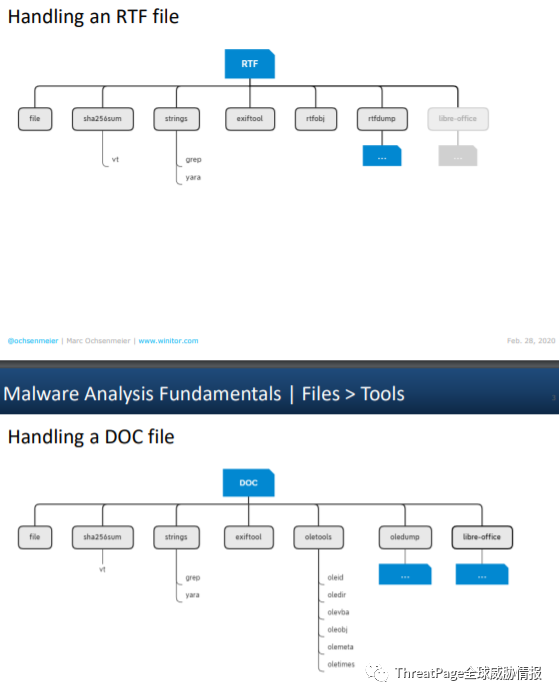 Handling an RTF file
RTF
file
sha256sum
strings
exiftool
rtfobj
rtfdump
libre-office
vt
grep
yara
...
...
@ochsenmeier | Marc Ochsenmeier | www.winitor.com
Feb. 28, 2020
Malware Analysis Fundamentals | Files > Tools
3
Handling a DOC file
DOC
file
sha256sum
strings
exiftool
oletools
oledump
libre-office
vt
grep
yara
oleid
oledir
olevba
oleobj
olemeta
oletimes
...
...
ThreatPage全球威胁情报